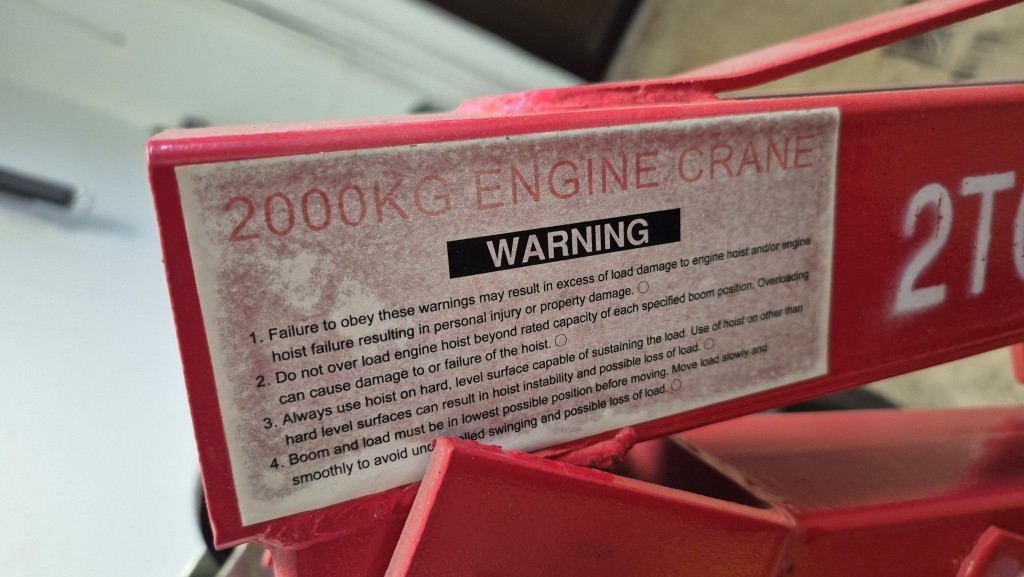 2000KG ENGINE CRANE
WARNING
1. Failure to obey these warnings may result in excess of load damage to engine hoist and/or engine
hoist failure resulting in personal injury or property damage.
2. Do not over load engine hoist beyond rated capacity of each specified boom position. Overloading
can cause damage to or failure of the hoist.
3. Always use hoist on hard, level surface capable of sustaining the load. Use of hoist on other than
hard level surfaces can result in hoist instability and possible loss of load.
4. Boom and load must be in lowest possible position before moving. Move load slowly and
smoothly to avoid swinging and possible loss of load.
2T